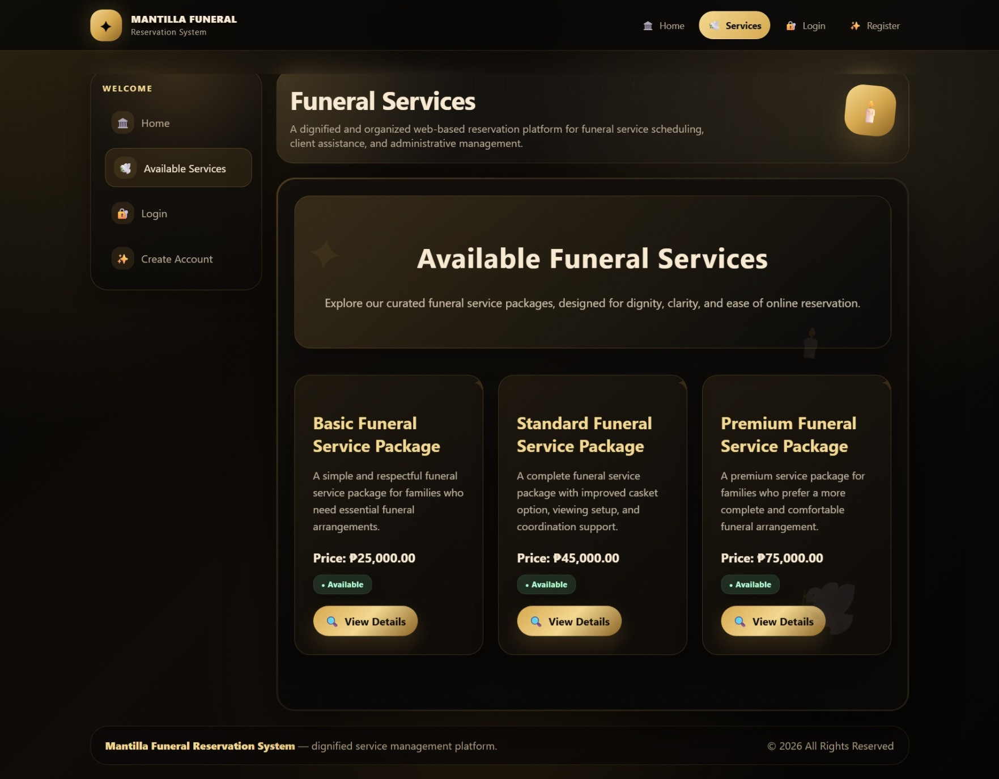 MANTILLA FUNERAL
Reservation System
Home
Services
Login
Register
WELCOME
Home
Available Services
Login
Create Account
Funeral Services
A dignified and organized web-based reservation platform for funeral service scheduling,
client assistance, and administrative management.
Available Funeral Services
Explore our curated funeral service packages, designed for dignity, clarity, and ease of online reservation.
Basic Funeral
Service Package
A simple and respectful funeral
service package for families who
need essential funeral
arrangements.
Price: ₱25,000.00
• Available
View Details
Standard Funeral
Service Package
A complete funeral service
package with improved casket
option, viewing setup, and
coordination support.
Price: ₱45,000.00
• Available
View Details
Premium Funeral
Service Package
A premium service package for
families who prefer a more
complete and comfortable
funeral arrangement.
Price: ₱75,000.00
• Available
View Details
Mantilla Funeral Reservation System — dignified service management platform.
© 2026 All Rights Reserved